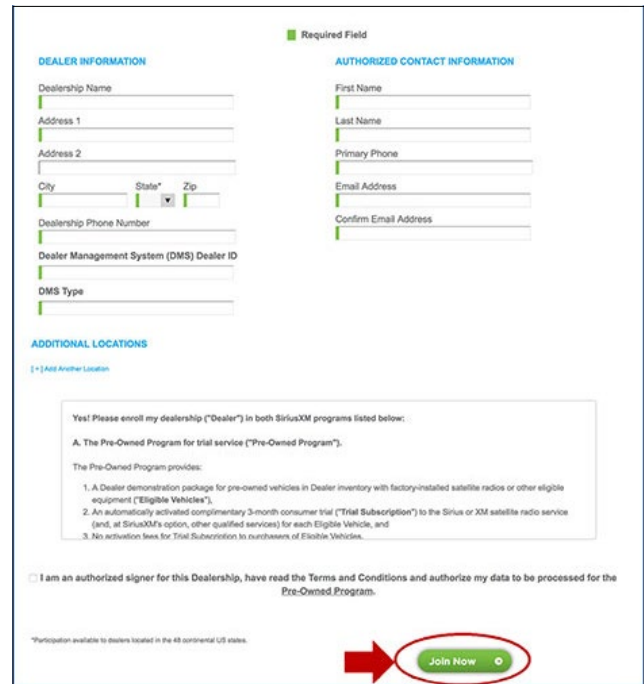 Required Field
DEALER INFORMATION
Dealership Name
Address 1
Address 2
City State* Zip
Dealership Phone Number
Dealer Management System (DMS) Dealer ID
DMS Type
AUTHORIZED CONTACT INFORMATION
First Name
Last Name
Primary Phone
Email Address
Confirm Email Address
ADDITIONAL LOCATIONS
[+] Add Another Location
Yes! Please enroll my dealership ("Dealer") in both SiriusXM programs listed below:
A. The Pre-Owned Program for trial service ("Pre-Owned Program").
The Pre-Owned Program provides:
1. A Dealer demonstration package for pre-owned vehicles in Dealer inventory with factory-installed satellite radios or other eligible
equipment ("Eligible Vehicles"),
2. An automatically activated complimentary 3-month consumer trial ("Trial Subscription") to the Sirius or XM satellite radio service
(and, at SiriusXM's option, other qualified services) for each Eligible Vehicle, and
3. No activation fees for Trial Subscription to purchasers of Eligible Vehicles.
I am an authorized signer for this Dealership, have read the Terms and Conditions and authorize my data to be processed for the
Pre-Owned Program.
*Participation available to dealers located in the 48 continental US states.
Join Now